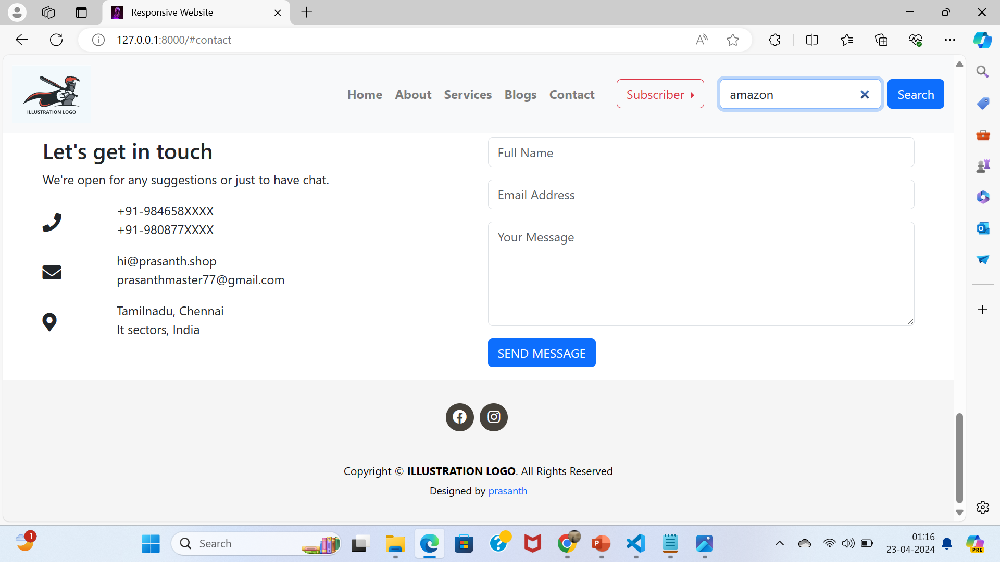 Responsive Website
127.0.0.1:8000/#contact
ILLUSTRATION LOGO
Home About Services Blogs Contact Subscriber amazon Search
Let's get in touch
We're open for any suggestions or just to have chat.
+91-984658XXXX
+91-980877XXXX
hi@prasanth.shop
prasanthmaster77@gmail.com
Tamilnadu, Chennai
It sectors, India
Full Name
Email Address
Your Message
SEND MESSAGE
Copyright © ILLUSTRATION LOGO. All Rights Reserved
Designed by prasanth
1
Search
01:16
23-04-2024
PRE